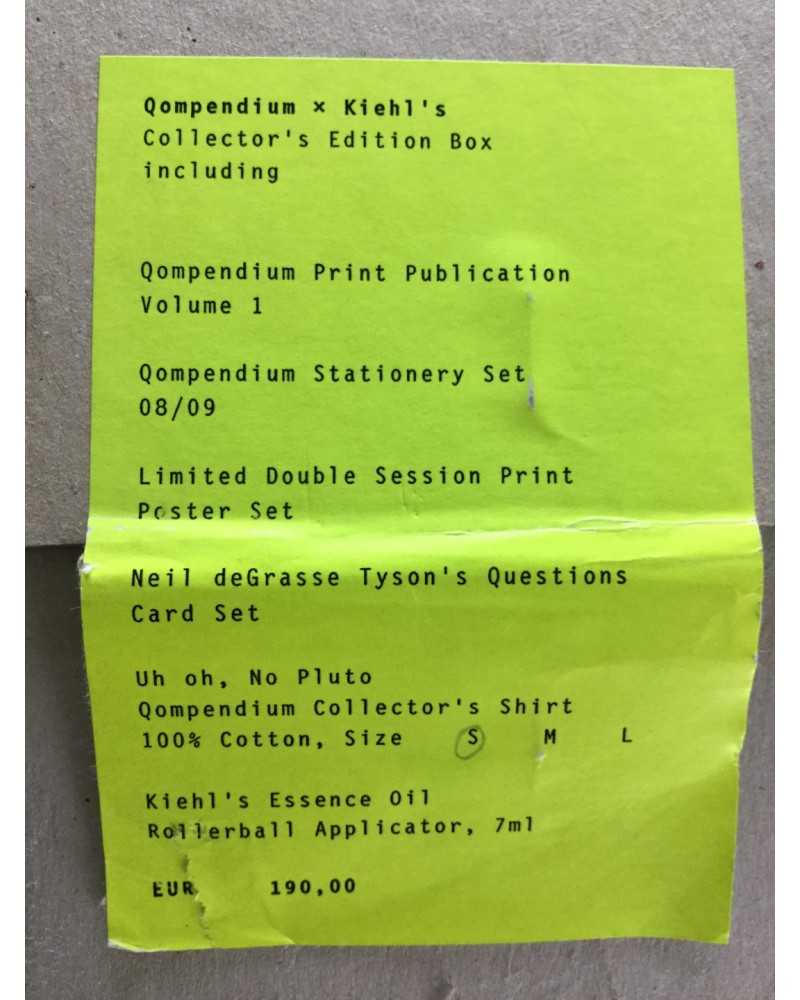 Qompendium × Kiehl's
Collector's Edition Box
including
Qompendium Print Publication
Volume 1
Qompendium Stationery Set
08/09
Limited Double Session Print
Poster Set
Neil deGrasse Tyson's Questions
Card Set
Uh oh, No Pluto
Qompendium Collector's Shirt
100% Cotton, Size S M L
Kiehl's Essence Oil
Rollerball Applicator, 7ml
EUR 190,00